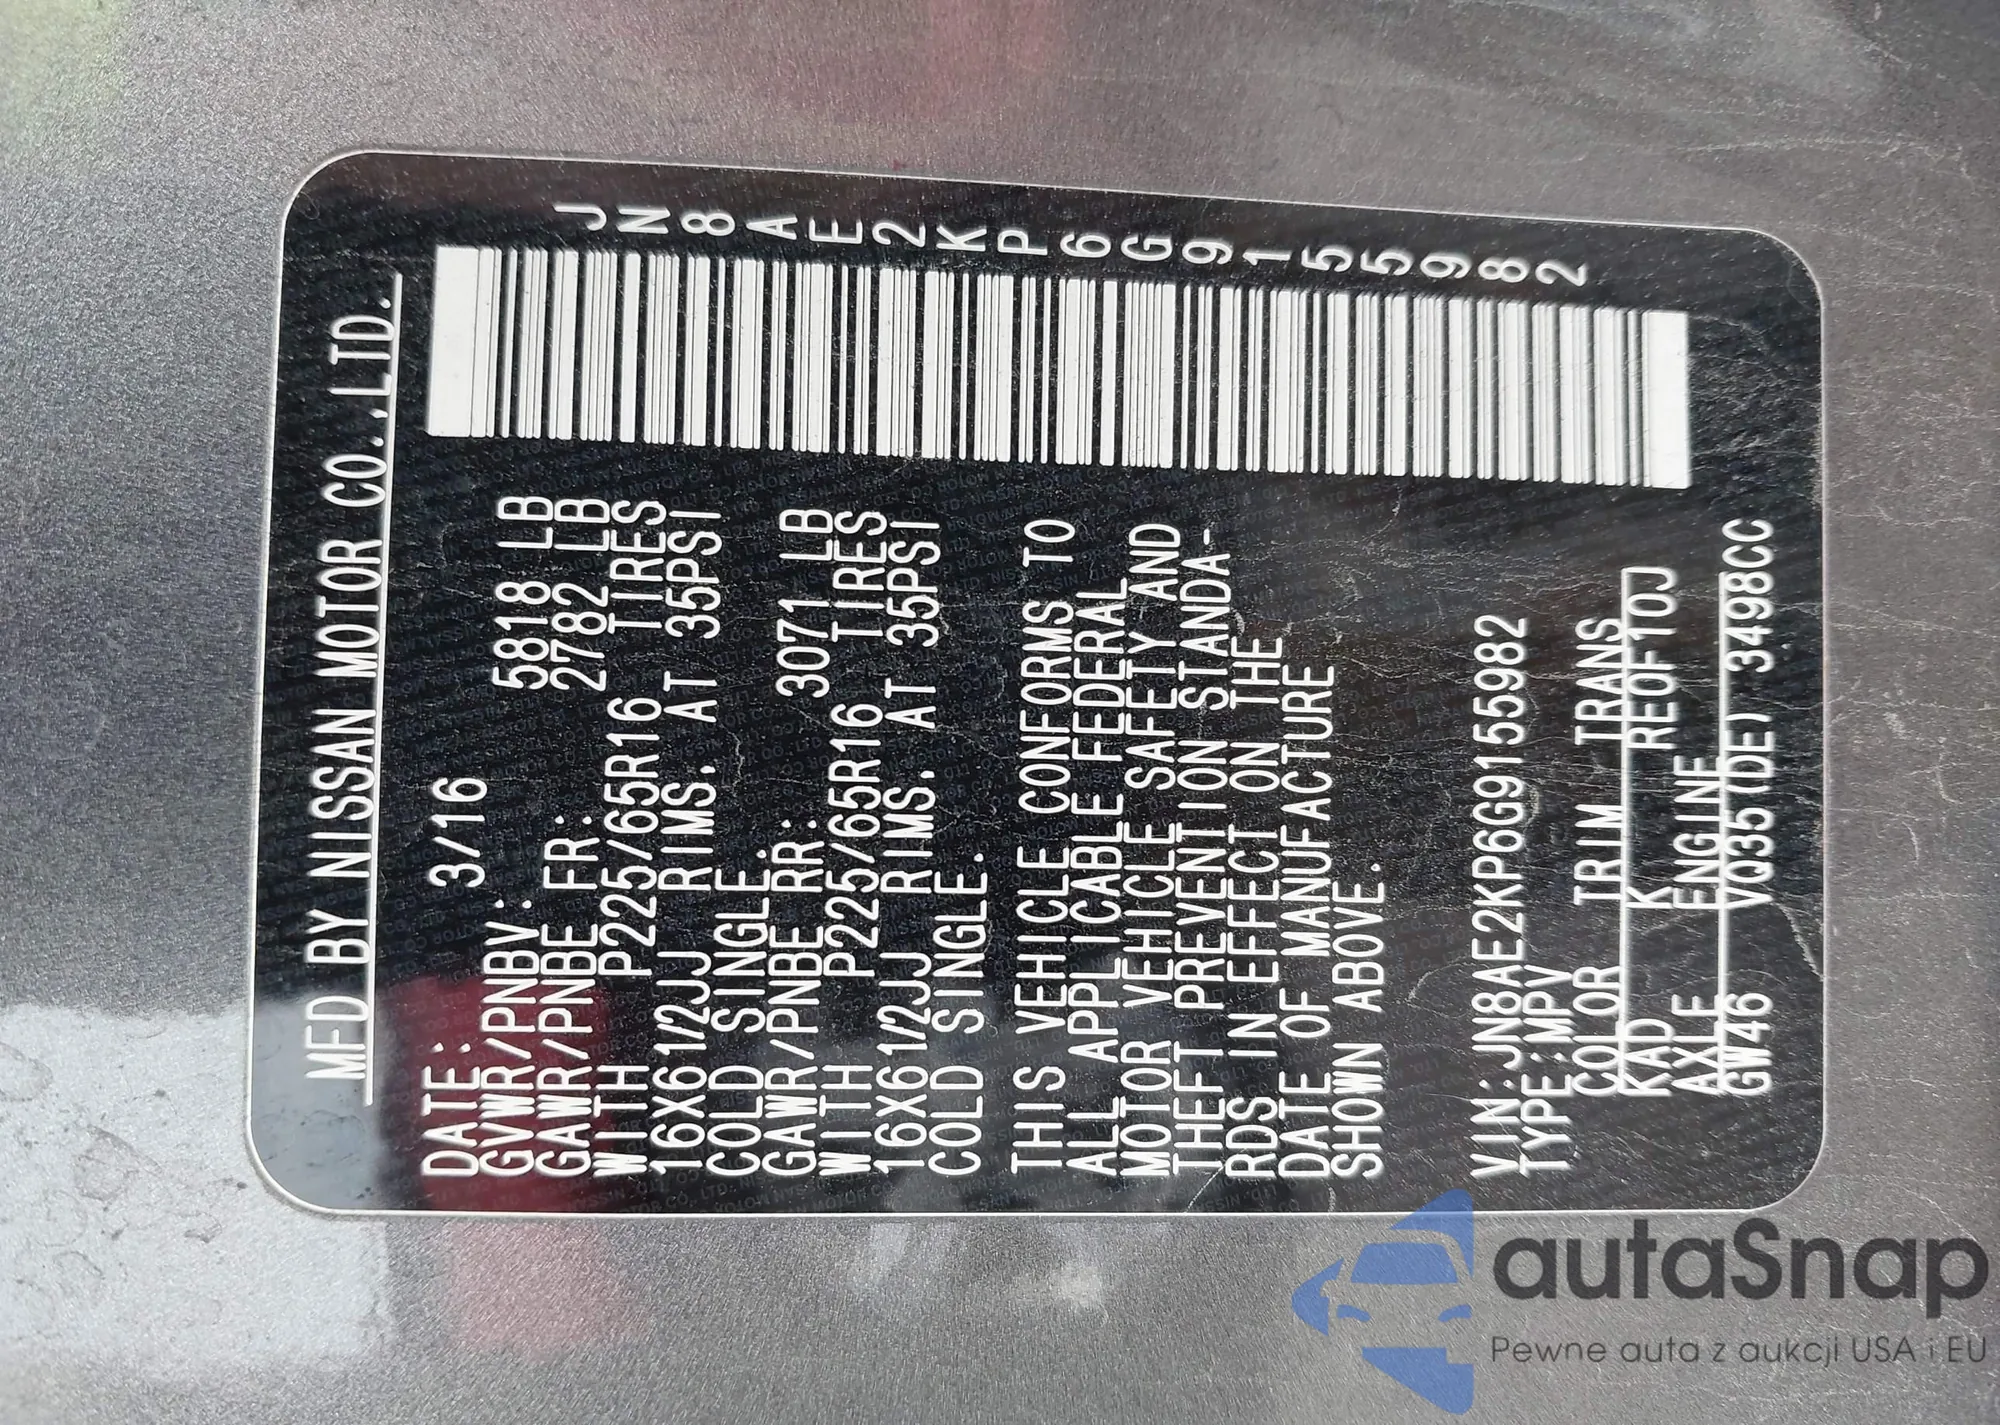 MFD BY NISSAN MOTOR CO.,LTD.
DATE: 3/16
GVWR/PNBV: 5818 LB
GAWR/PNBE FR: 2782 LB
WITH P225/65R16 TIRES
16X61/2JJ RIMS. AT 35PSI
COLD SINGLE.
GAWR/PNBE RR: 3071 LB
WITH P225/65R16 TIRES
16X61/2JJ RIMS. AT 35PSI
COLD SINGLE.
JN8AE2KP6G9155982
THIS VEHICLE CONFORMS TO
ALL APPLICABLE FEDERAL
MOTOR VEHICLE SAFETY AND
THEFT PREVENTION STANDA-
RDS IN EFFECT ON THE
DATE OF MANUFACTURE
SHOWN ABOVE.
VIN:JN8AE2KP6G9155982
TYPE:MPV
COLOR TRIM TRANS
KAD K RE0F10J
AXLE ENGINE
GW46 VQ35(DE) 3498CC
autaSnap
Pewne auta z aukcji USA i EU